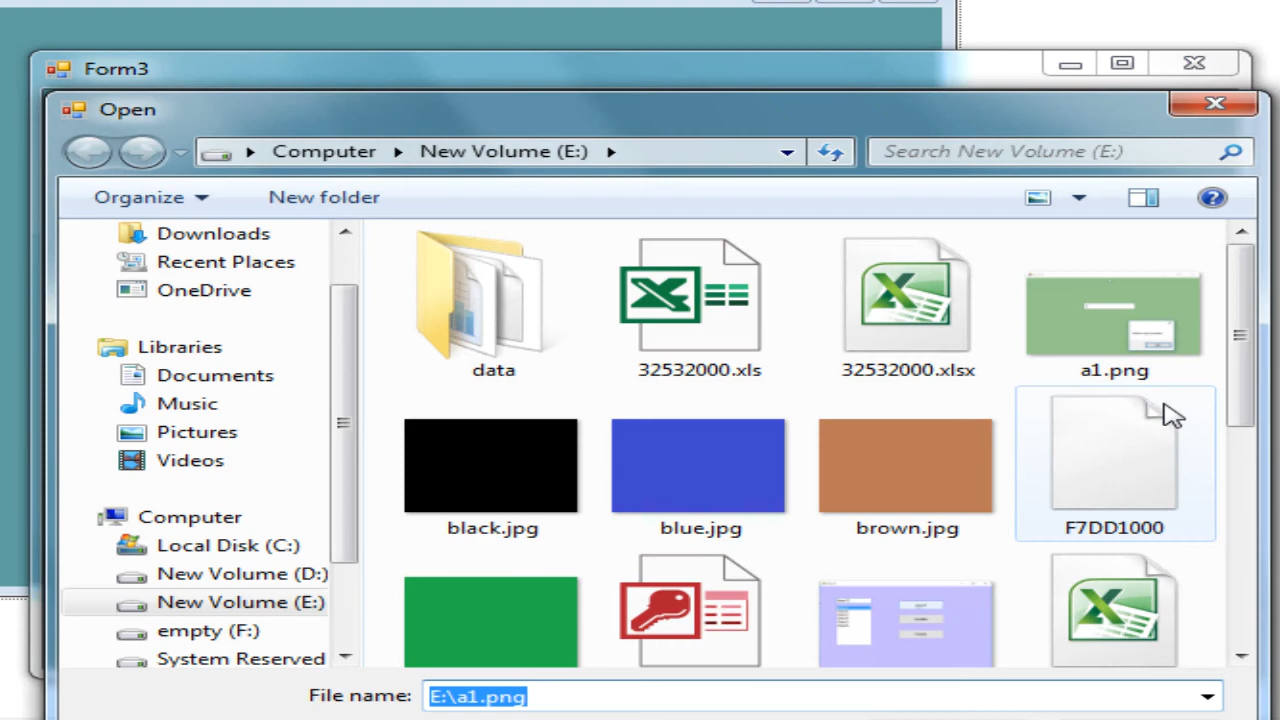 Form3
Open
Computer
New Volume (E:)
Search New Volume (E:)
Organize
New folder
Downloads
Recent Places
OneDrive
Libraries
Documents
Music
Pictures
Videos
Computer
Local Disk (C:)
New Volume (D:)
New Volume (E:)
empty (F:)
System Reserved
data
32532000.xls
32532000.xlsx
a1.png
black.jpg
blue.jpg
brown.jpg
F7DD1000
File name:
E:\a1.png